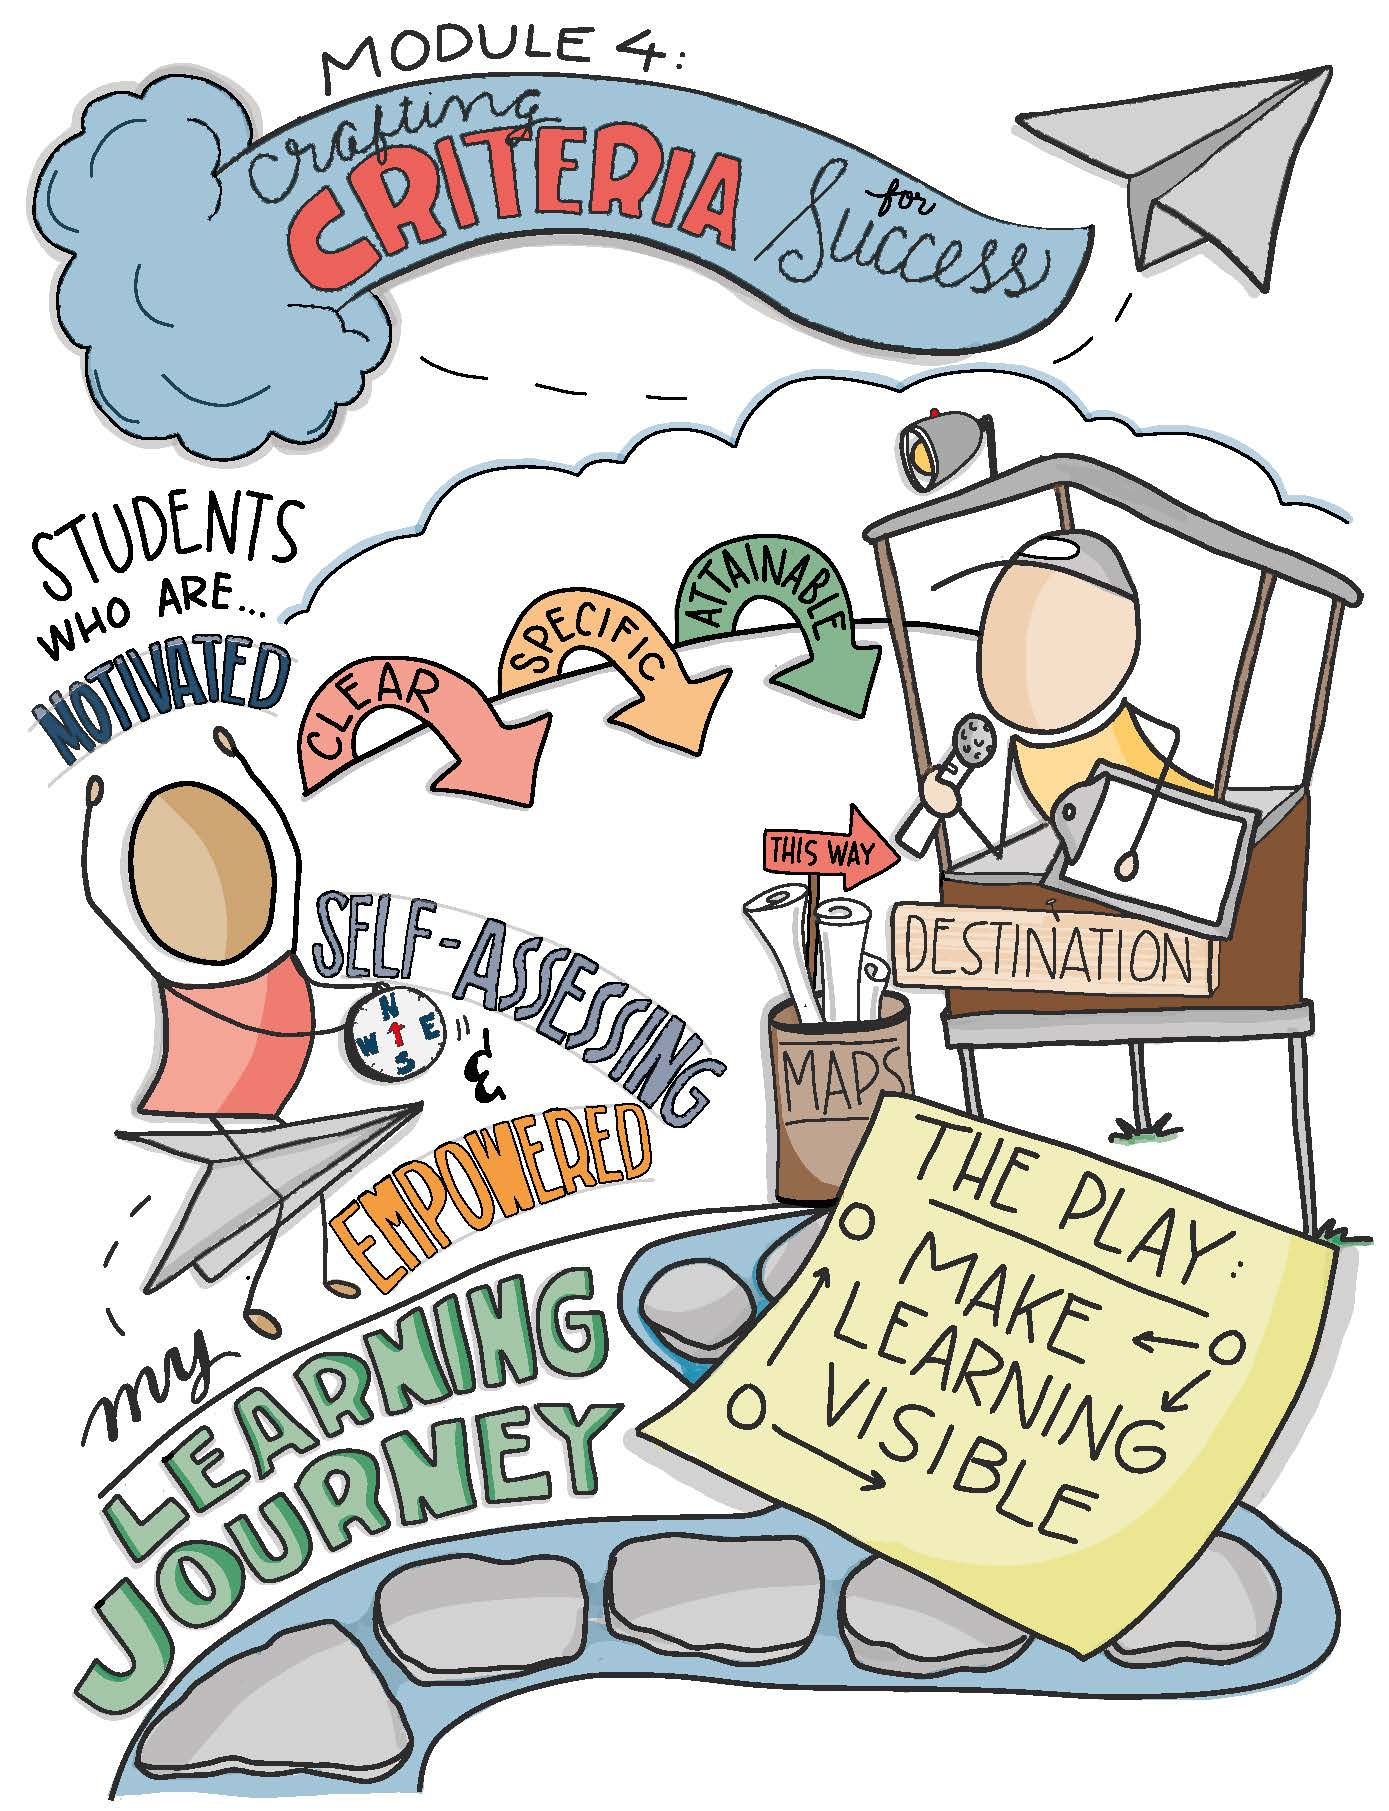 MODULE 4:
crafting
CRITERIA
for
Success
STUDENTS
WHO ARE...
MOTIVATED
CLEAR
SPECIFIC
ATTAINABLE
THIS WAY
SELF-ASSESSING
&
EMPOWERED
N
W E
S
DESTINATION
MAPS
my
LEARNING
JOURNEY
THE PLAY:
MAKE
LEARNING
VISIBLE